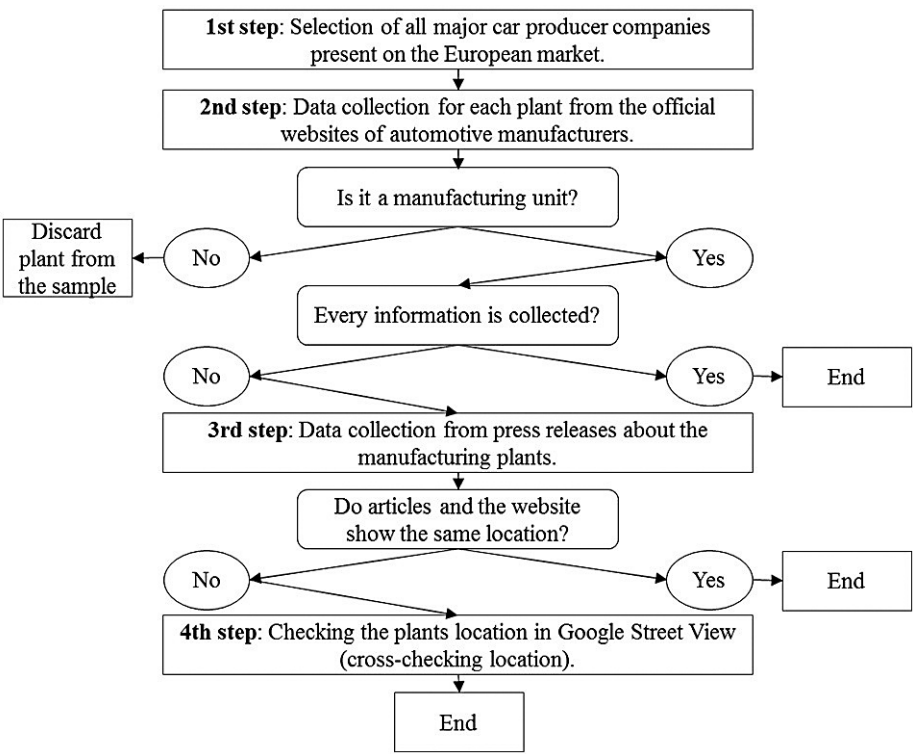 1st step: Selection of all major car producer companies
present on the European market.
2nd step: Data collection for each plant from the official
websites of automotive manufacturers.
Is it a manufacturing unit?
Discard
plant from
the sample
No
Yes
Every information is collected?
No
Yes
End
3rd step: Data collection from press releases about the
manufacturing plants.
Do articles and the website
show the same location?
No
Yes
End
4th step: Checking the plants location in Google Street View
(cross-checking location).
End